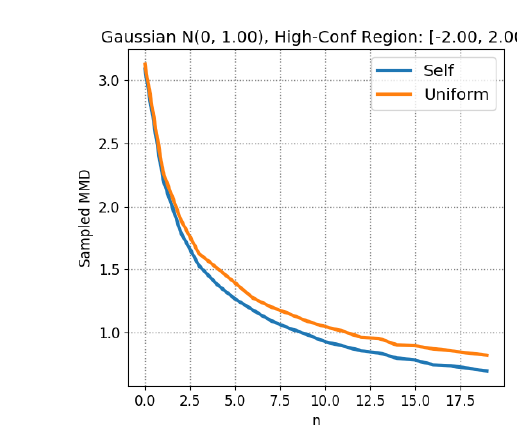 Gaussian N(0, 1.00), High-Conf Region: [-2.00, 2.00
Self
Uniform
3.0
2.5
2.0
1.5
1.0
Sampled MMD
0.0 2.5 5.0 7.5 10.0 12.5 15.0 17.5
n